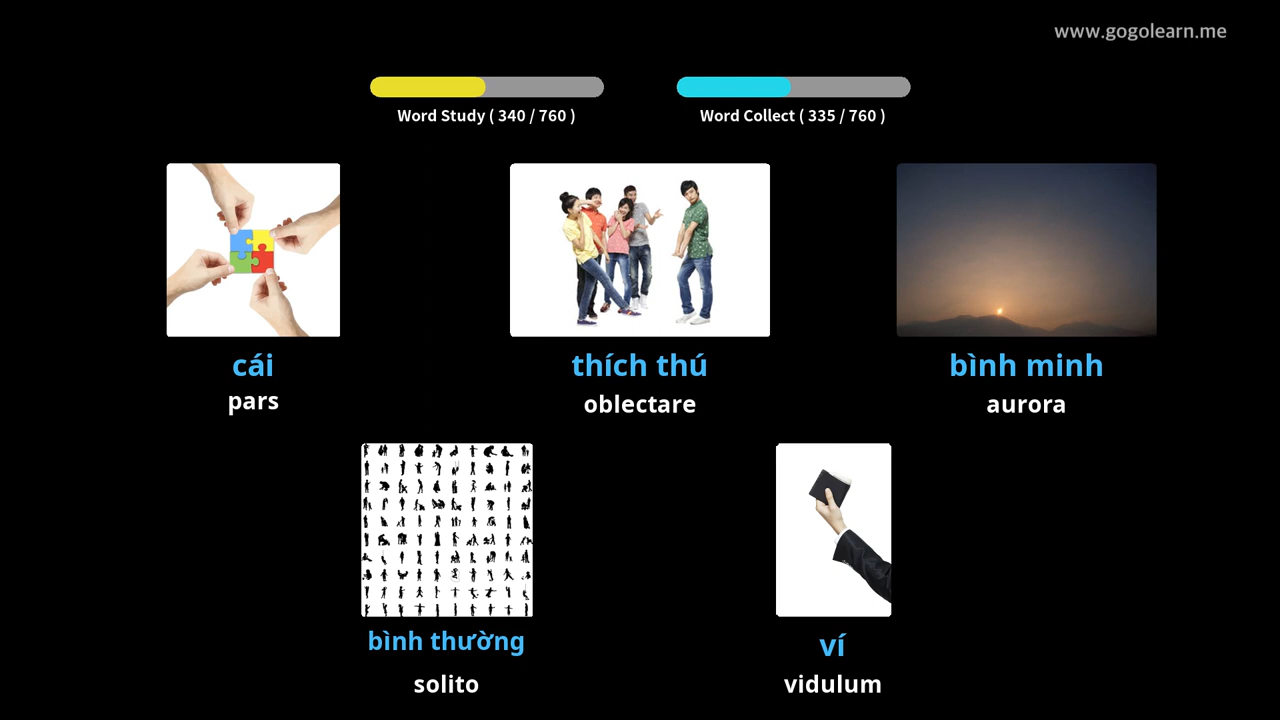 www.gogolearn.me
Word Study ( 340 / 760 )
Word Collect ( 335 / 760 )
cái
pars
thích thú
oblectare
bình minh
aurora
bình thường
solito
ví
vidulum